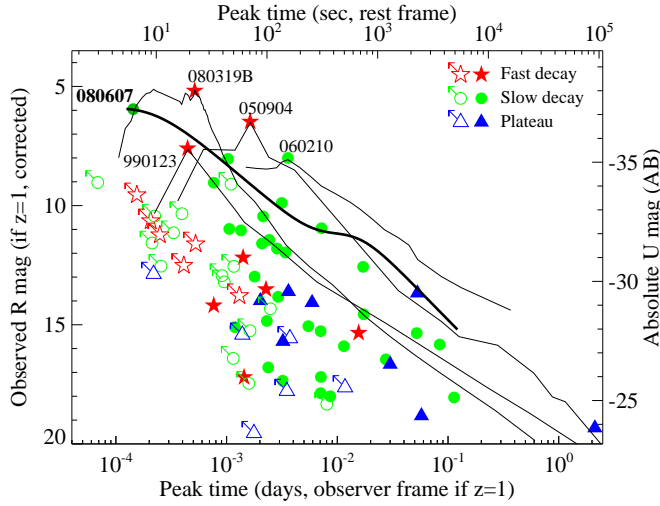 Peak time (sec, rest frame)
10¹ 10² 10³ 10⁴ 10⁵
Observed R mag (if z=1, corrected)
5
10
15
20
080607
080319B
050904
990123
060210
Fast decay
Slow decay
Plateau
-35
-30
-25
Absolute U mag (AB)
10⁻⁴ 10⁻³ 10⁻² 10⁻¹ 10⁰
Peak time (days, observer frame if z=1)